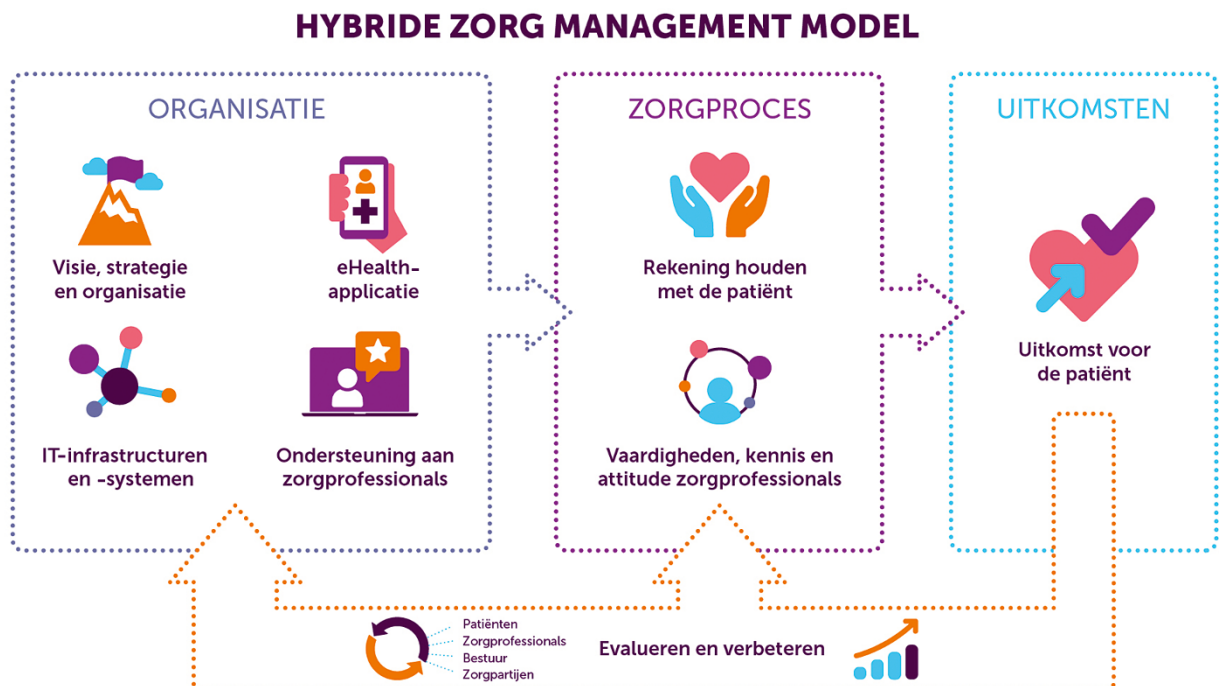 HYBRIDE ZORG MANAGEMENT MODEL
ORGANISATIE
Visie, strategie
en organisatie
eHealth-
applicatie
IT-infrastructuren
en -systemen
Ondersteuning aan
zorgprofessionals
ZORGPROCES
Rekening houden
met de patiënt
Vaardigheden, kennis en
attitude zorgprofessionals
UITKOMSTEN
Uitkomst voor
de patiënt
Patiënten
Zorgprofessionals
Bestuur
Zorgpartijen
Evalueren en verbeteren